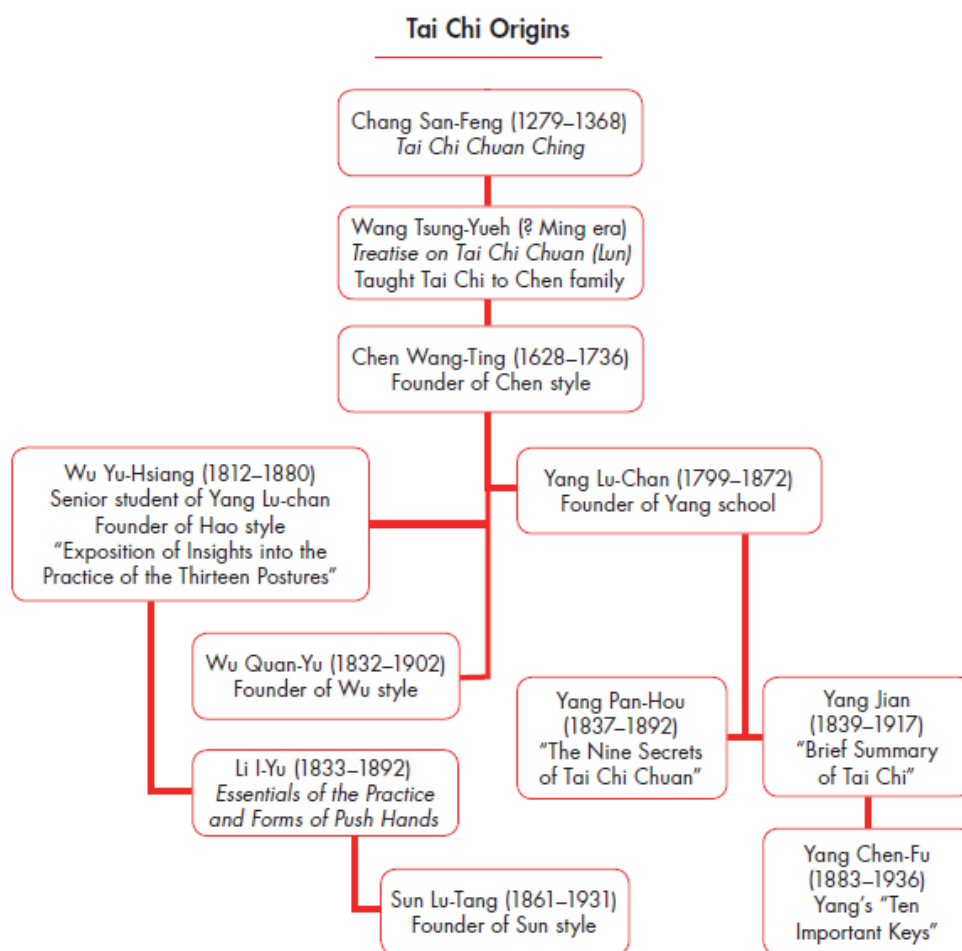 Tai Chi Origins
Chang San-Feng (1279–1368)
Tai Chi Chuan Ching
Wang Tsung-Yueh (? Ming era)
Treatise on Tai Chi Chuan (Lun)
Taught Tai Chi to Chen family
Chen Wang-Ting (1628–1736)
Founder of Chen style
Wu Yu-Hsiang (1812–1880)
Senior student of Yang Lu-chan
Founder of Hao style
“Exposition of Insights into the
Practice of the Thirteen Postures”
Yang Lu-Chan (1799–1872)
Founder of Yang school
Wu Quan-Yu (1832–1902)
Founder of Wu style
Yang Pan-Hou
(1837–1892)
“The Nine Secrets
of Tai Chi Chuan”
Yang Jian
(1839–1917)
“Brief Summary
of Tai Chi”
Li I-Yu (1833–1892)
Essentials of the Practice
and Forms of Push Hands
Yang Chen-Fu
(1883–1936)
Yang’s “Ten
Important Keys”
Sun Lu-Tang (1861–1931)
Founder of Sun style